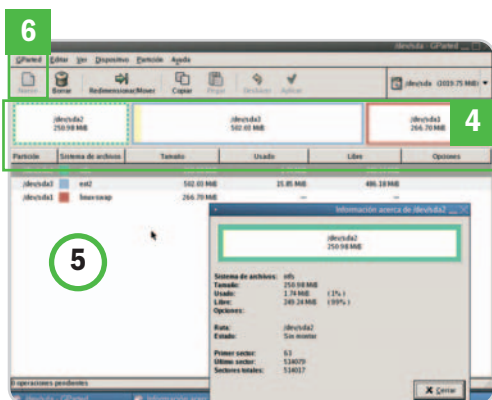 6
/dev/sda - GParted
GParted Editar Ver Dispositivo Partición Ayuda
Nuevo Borrar Redimensionar/Mover Copiar Pegar Deshacer Aplicar /dev/sda (1019.75 MiB)
/dev/sda2 /dev/sda3 /dev/sda1
250.98 MiB 502.03 MiB 266.70 MiB
4
Partición Sistema de archivos Tamaño Usado Libre Opciones
/dev/sda3 ext2 502.03 MiB 15.85 MiB 486.18 MiB
/dev/sda1 linux-swap 266.70 MiB --- ---
5
Información acerca de /dev/sda2
/dev/sda2
250.98 MiB
Sistema de archivos: ntfs
Tamaño: 250.98 MiB
Usado: 1.74 MiB ( 1% )
Libre: 249.24 MiB ( 99% )
Opciones:
Ruta: /dev/sda2
Estado: Sin montar
Primer sector: 63
Último sector: 514079
Sectores totales: 514017
Cerrar
0 operaciones pendientes
/dev/sda - GParted Información acerca